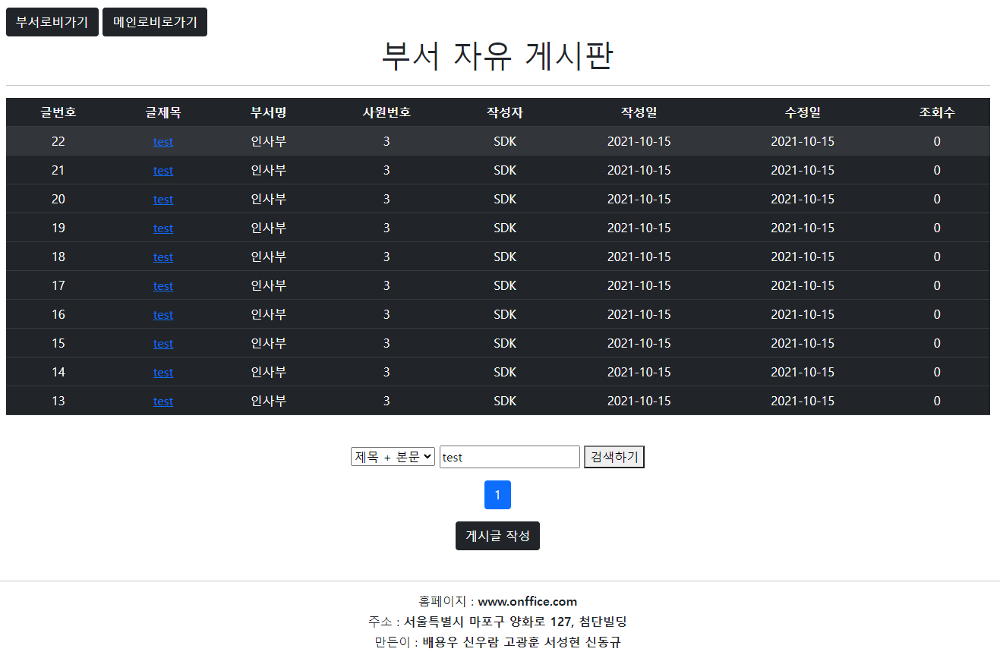 부서로비가기 메인로비로가기
부서 자유 게시판
글번호 글제목 부서명 사원번호 작성자 작성일 수정일 조회수
22 test 인사부 3 SDK 2021-10-15 2021-10-15 0
21 test 인사부 3 SDK 2021-10-15 2021-10-15 0
20 test 인사부 3 SDK 2021-10-15 2021-10-15 0
19 test 인사부 3 SDK 2021-10-15 2021-10-15 0
18 test 인사부 3 SDK 2021-10-15 2021-10-15 0
17 test 인사부 3 SDK 2021-10-15 2021-10-15 0
16 test 인사부 3 SDK 2021-10-15 2021-10-15 0
15 test 인사부 3 SDK 2021-10-15 2021-10-15 0
14 test 인사부 3 SDK 2021-10-15 2021-10-15 0
13 test 인사부 3 SDK 2021-10-15 2021-10-15 0
제목 + 본문 test 검색하기
1
게시글 작성
홈페이지 : www.onffice.com
주소 : 서울특별시 마포구 양화로 127, 첨단빌딩
만든이 : 배용우 신우람 고광훈 서성현 신동규